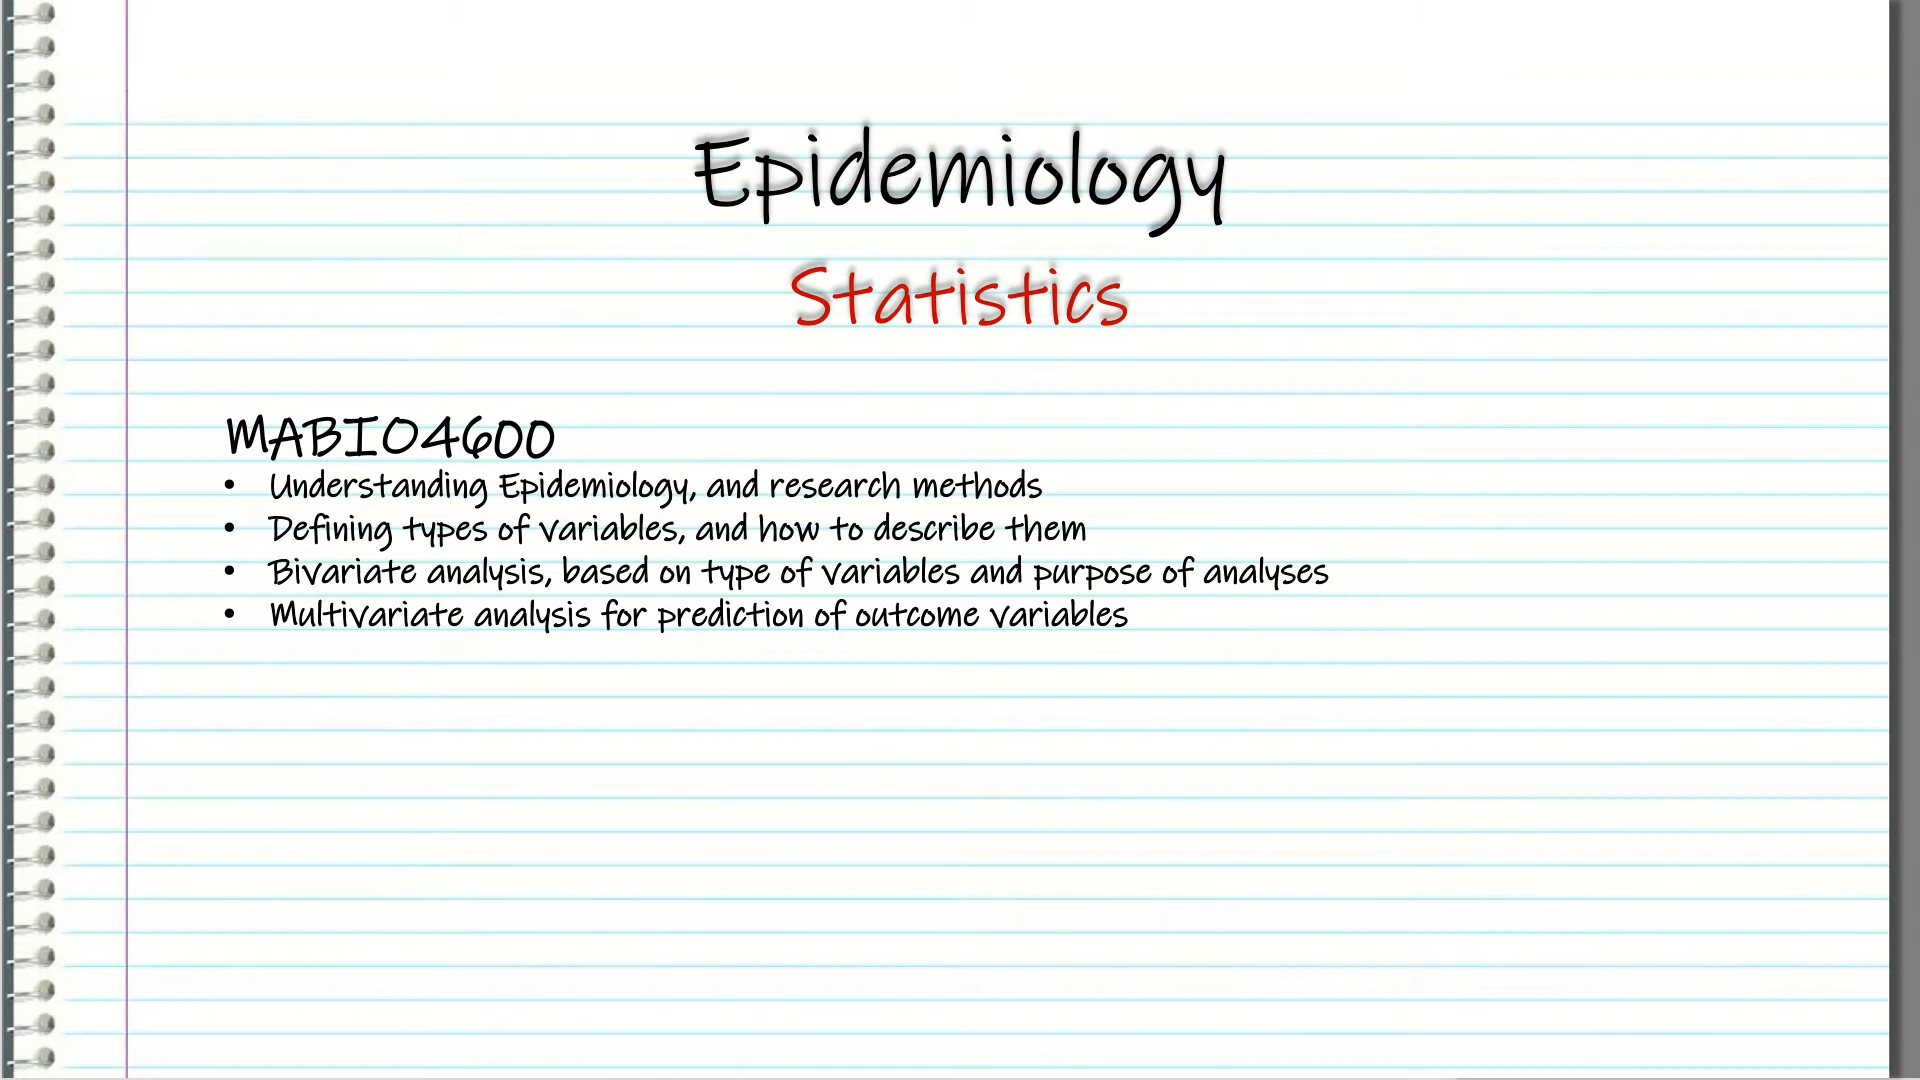 Epidemiology
Statistics
MABIO4600
• Understanding Epidemiology, and research methods
• Defining types of variables, and how to describe them
• Bivariate analysis, based on type of variables and purpose of analyses
• Multivariate analysis for prediction of outcome variables